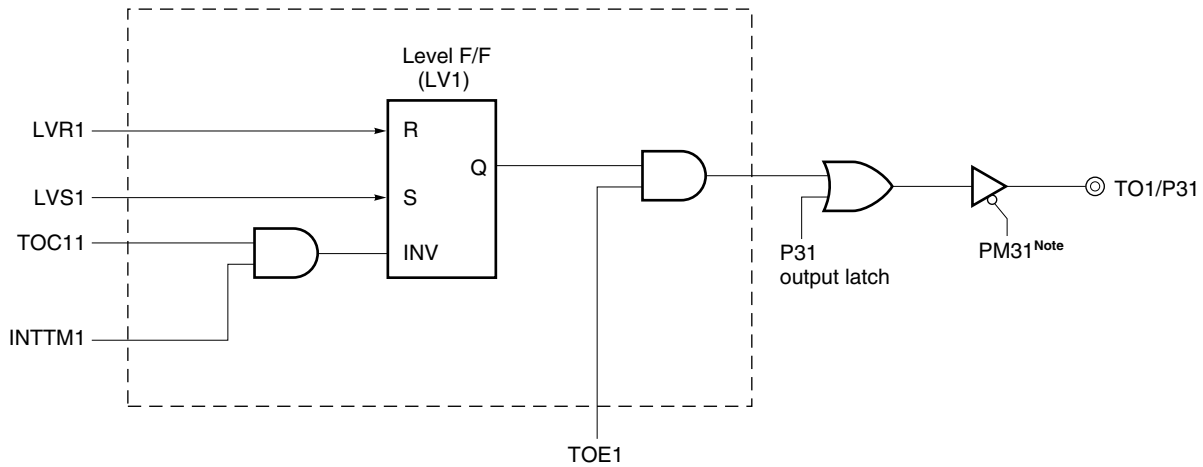 Level F/F
(LV1)
LVR1
R
Q
TO1/P31
LVS1
S
TOC11
INV
P31
output latch
PM31Note
INTTM1
TOE1